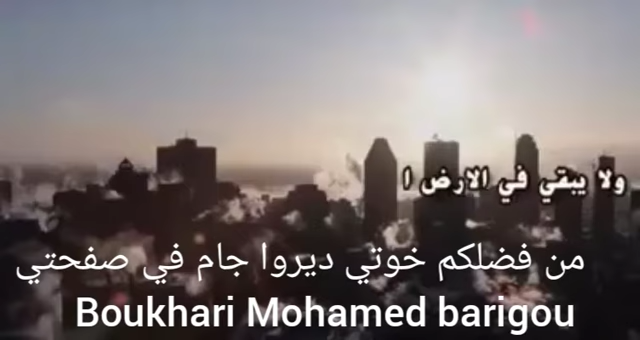 ولا يبقي في الارض ا
من فضلكم خوتي ديروا جام في صفحتي
Boukhari Mohamed barigou